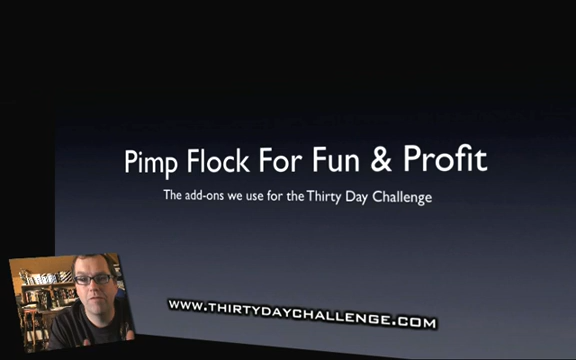 Pimp Flock For Fun & Profit
The add-ons we use for the Thirty Day Challenge
WWW.THIRTYDAYCHALLENGE.COM